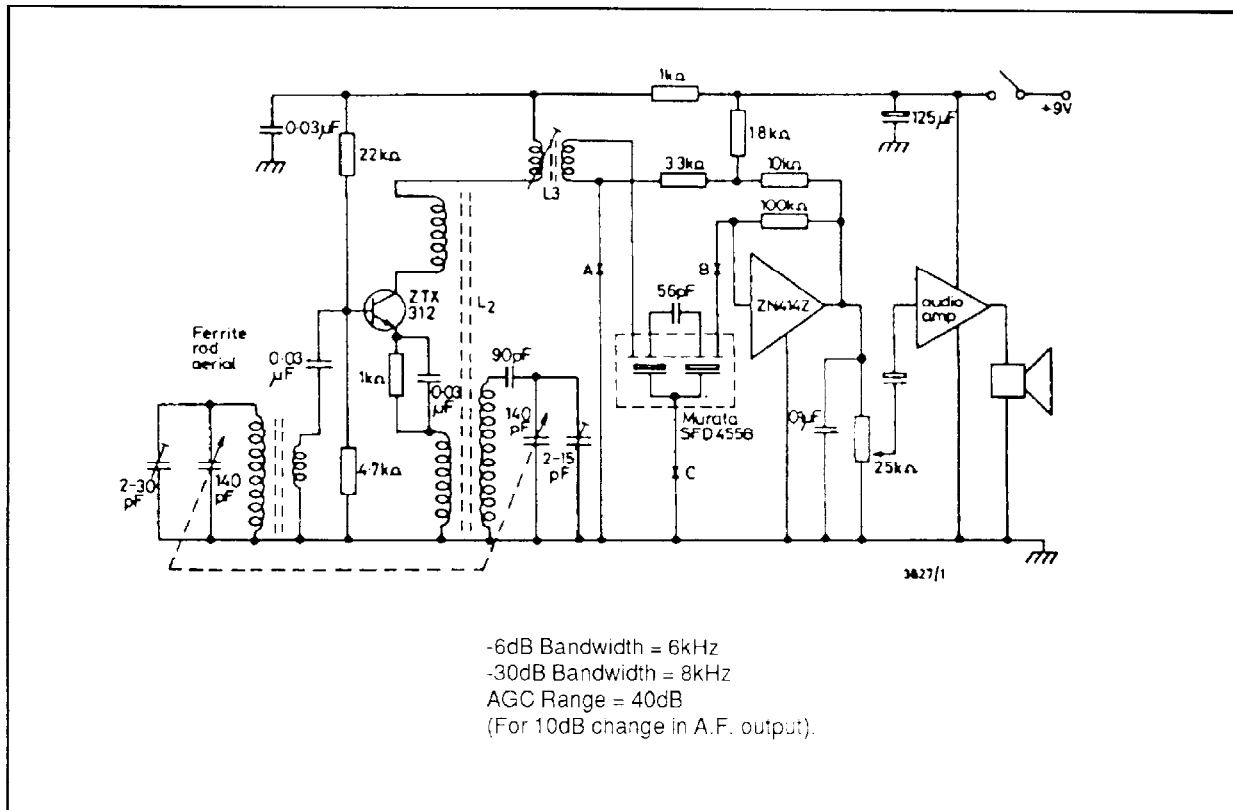 1kΩ
+9V
0·03µF
125µF
22kΩ
18kΩ
3.3kΩ
10kΩ
L3
100kΩ
A
B
ZTX
312
L2
56pF
ZN414Z
audio
amp
Ferrite
rod
aerial
0.03
µF
1kΩ
0.03
µF
90pF
140
pF
2-15
pF
Murata
SFD455B
2-30
pF
140
pF
4·7kΩ
C
25kΩ
3827/1
-6dB Bandwidth = 6kHz
-30dB Bandwidth = 8kHz
AGC Range = 40dB
(For 10dB change in A.F. output).